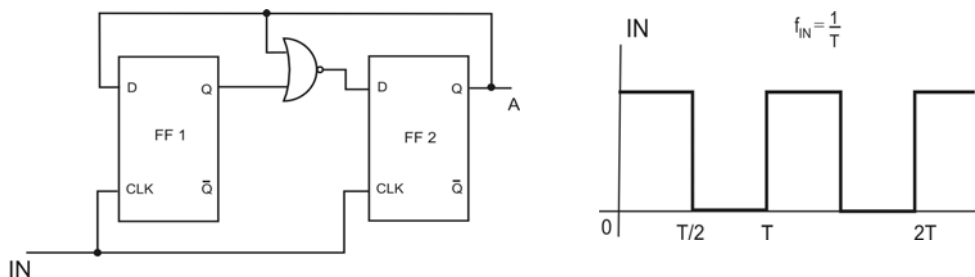 D Q
FF 1
CLK Q̅
D Q
FF 2
CLK Q̅
A
IN
IN
f_IN = 1/T
0 T/2 T 2T